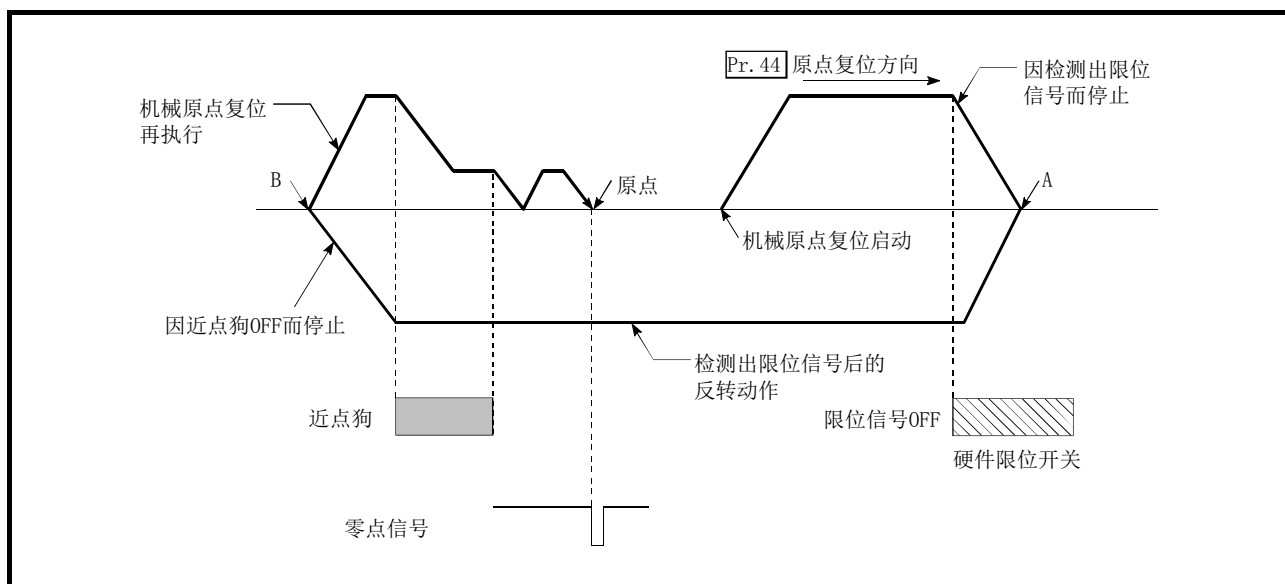 Pr.44 原点复位方向
因检测出限位
信号而停止
机械原点复位
再执行
B
原点
A
机械原点复位启动
因近点狗OFF而停止
检测出限位信号后的
反转动作
近点狗
限位信号OFF
硬件限位开关
零点信号